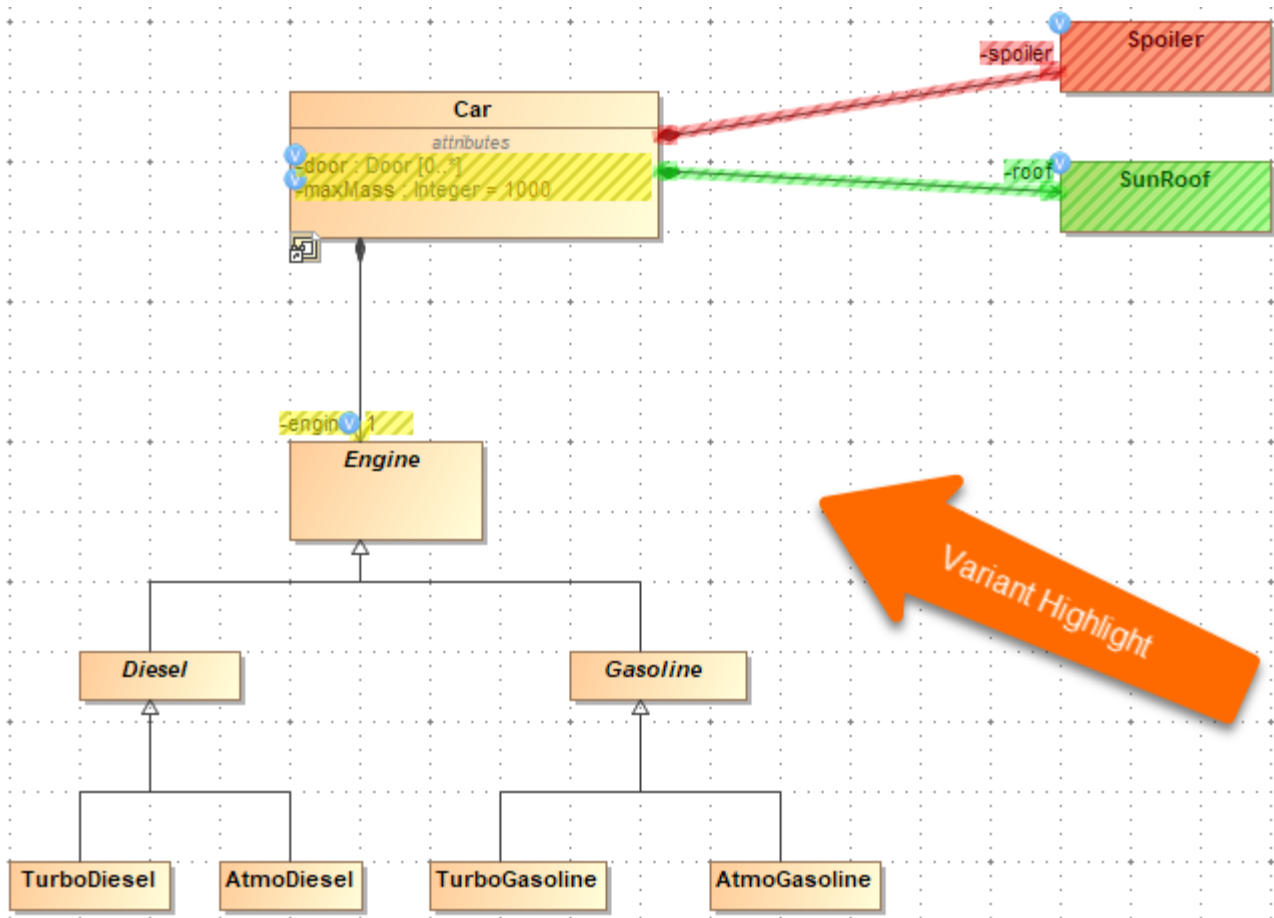 Spoiler
-spoiler
Car
attributes
-door : Door [0..*]
-maxMass : Integer = 1000
-roof
SunRoof
-engin
1
Engine
Variant Highlight
Diesel
Gasoline
TurboDiesel
AtmoDiesel
TurboGasoline
AtmoGasoline
v
v
v
v
v